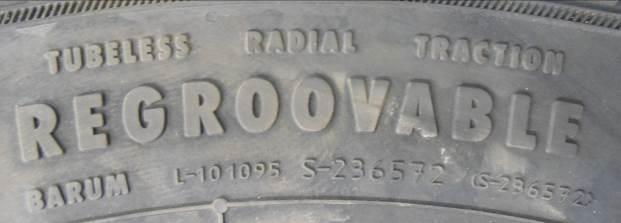 TUBELESS RADIAL TRACTION
REGROOVABLE
BARUM L-101095 S-236572 (S-236572)